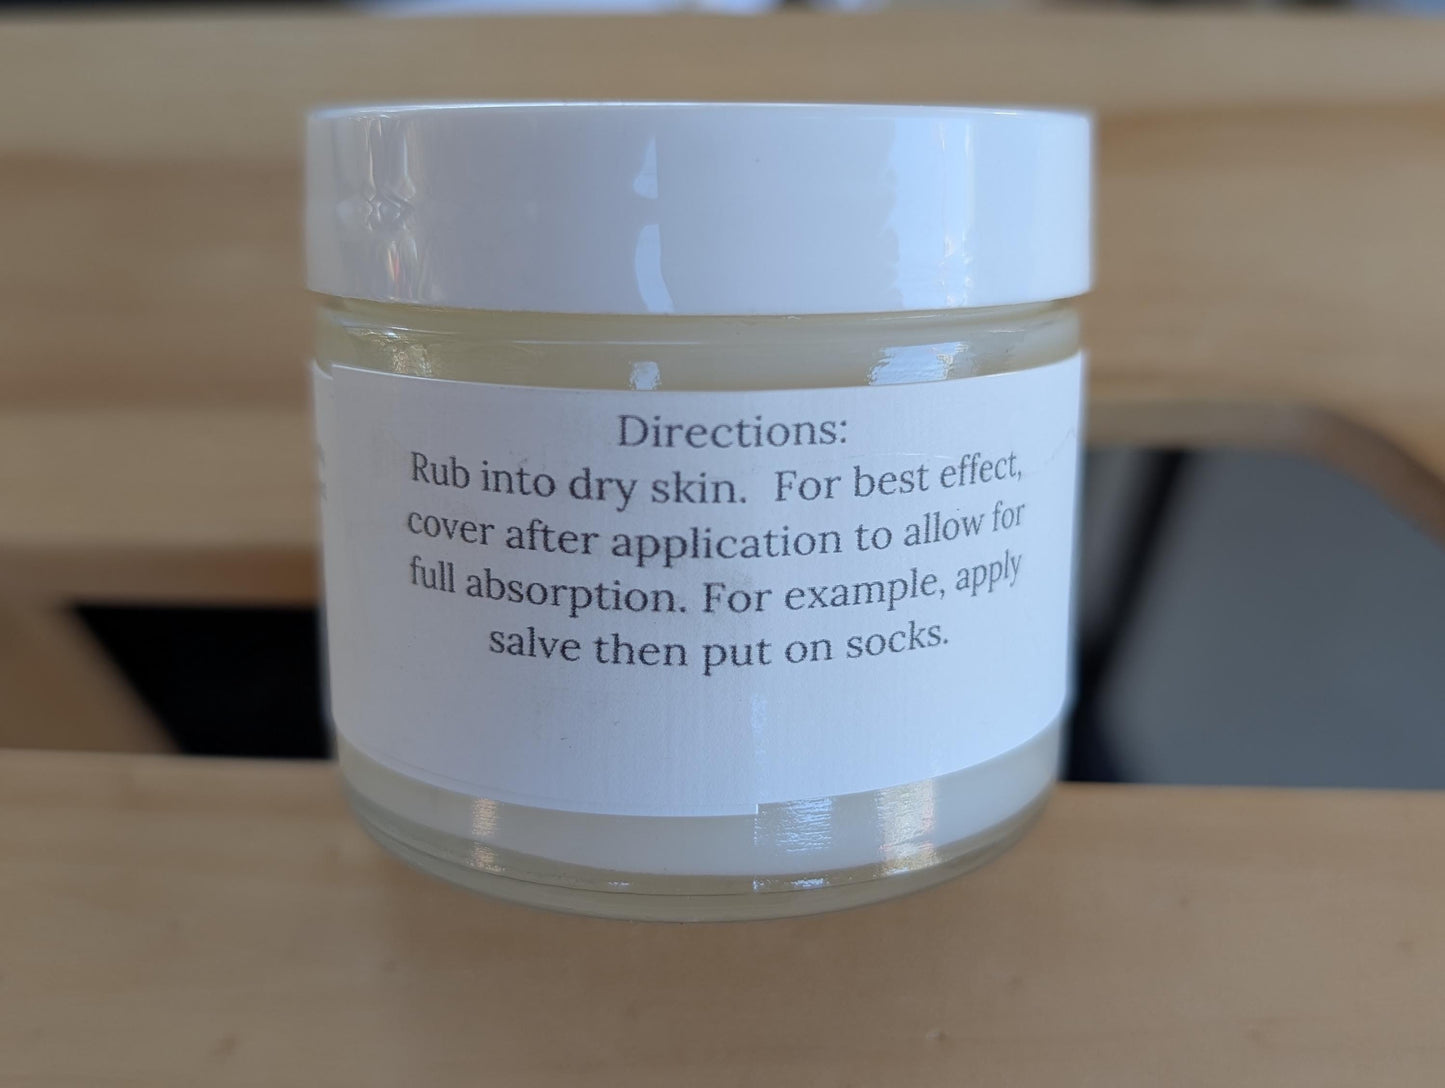 Directions:
Rub into dry skin.  For best effect,
cover after application to allow for
full absorption. For example, apply
salve then put on socks.